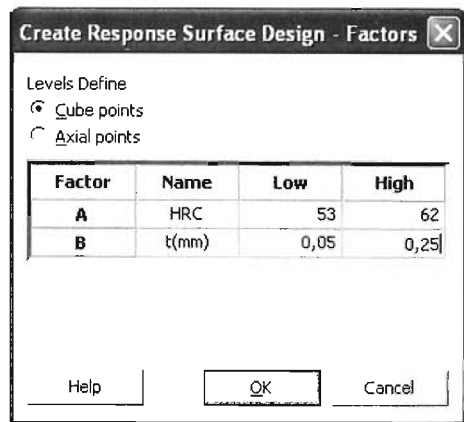 Create Response Surface Design - Factors
Levels Define
Cube points
Axial points
Factor Name Low High
A HRC 53 62
B t(mm) 0,05 0,25
Help OK Cancel